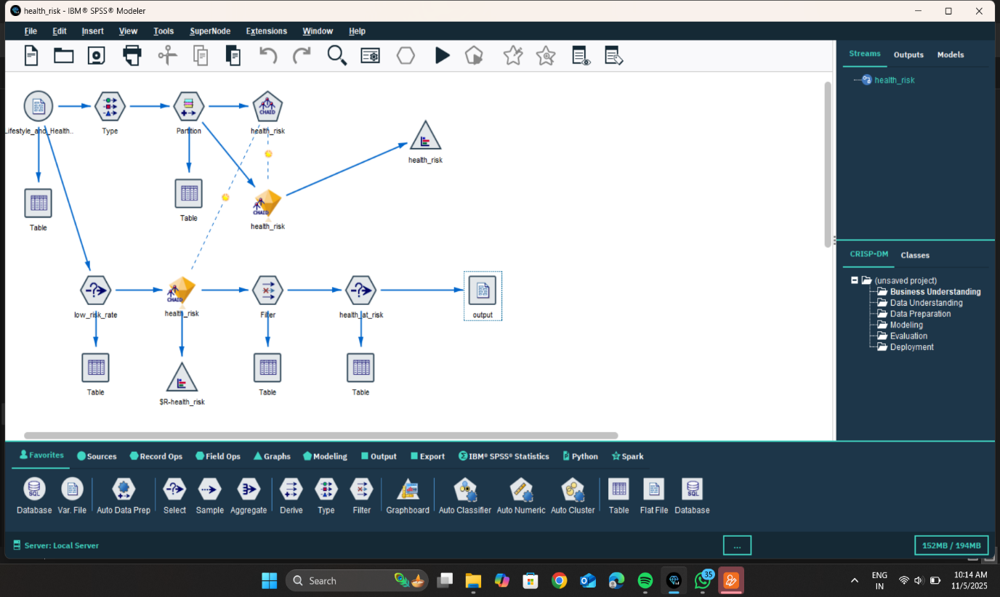 health_risk - IBM® SPSS® Modeler
File Edit Insert View Tools SuperNode Extensions Window Help
Streams Outputs Models
health_risk
Lifestyle_and_Health..
Type
Partition
CHAID
health_risk
health_risk
Table
Table
CHAID
health_risk
low_risk_rate
CHAID
health_risk
Filter
health_at_risk
output
Table
$R-health_risk
Table
Table
CRISP-DM Classes
(unsaved project)
Business Understanding
Data Understanding
Data Preparation
Modeling
Evaluation
Deployment
Favorites Sources Record Ops Field Ops Graphs Modeling Output Export IBM® SPSS® Statistics Python Spark
SQL
SQL
Database Var. File Auto Data Prep Select Sample Aggregate Derive Type Filter Graphboard Auto Classifier Auto Numeric Auto Cluster Table Flat File Database
Server: Local Server
...
152MB / 194MB
Search
35
ENG
IN
10:14 AM
11/5/2025